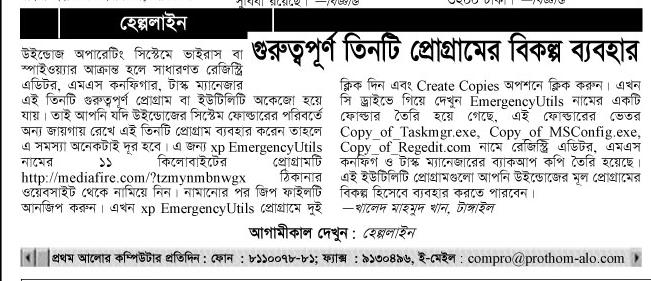 হেল্পলাইন
গুরুত্বপূর্ণ তিনটি প্রোগ্রামের বিকল্প ব্যবহার
উইন্ডোজ অপারেটিং সিস্টেমে ভাইরাস বা
স্পাইওয়্যার আক্রান্ত হলে সাধারণত রেজিস্ট্রি
এডিটর, এমএস কনফিগার, টাস্ক ম্যানেজার
এই তিনটি গুরুত্বপূর্ণ প্রোগ্রাম বা ইউটিলিটি অকেজো হয়ে
যায়। তাই আপনি যদি উইন্ডোজের সিস্টেম ফোল্ডারের পরিবর্তে
অন্য জায়গায় রেখে এই তিনটি প্রোগ্রাম ব্যবহার করেন তাহলে
এ সমস্যা অনেকটাই দূর হবে। এ জন্য xp EmergencyUtils
নামের ১১ কিলোবাইটের প্রোগ্রামটি
http://mediafire.com/?tzmynmbnwgx ঠিকানার
ওয়েবসাইট থেকে নামিয়ে নিন। নামানোর পর জিপ ফাইলটি
আনজিপ করুন। এখন xp EmergencyUtils প্রোগ্রামে দুই
ক্লিক দিন এবং Create Copies অপশনে ক্লিক করুন। এখন
সি ড্রাইভে গিয়ে দেখুন EmergencyUtils নামের একটি
ফোল্ডার তৈরি হয়ে গেছে, এই ফোল্ডারের ভেতর
Copy_of_Taskmgr.exe, Copy_of_MSConfig.exe,
Copy_of_Regedit.com নামে রেজিস্ট্রি এডিটর, এমএস
কনফিগ ও টাস্ক ম্যানেজারের ব্যাকআপ কপি তৈরি হয়েছে।
এই ইউটিলিটি প্রোগ্রামগুলো আপনি উইন্ডোজের মূল প্রোগ্রামের
বিকল্প হিসেবে ব্যবহার করতে পারবেন।
—খালেদ মাহমুদ খান, টাঙ্গাইল
আগামীকাল দেখুন : হেল্পলাইন
প্রথম আলোর কম্পিউটার প্রতিদিন : ফোন : ৮১১০০৭৮-৮১; ফ্যাক্স : ৯১৩০৪৯৬, ই-মেইল : compro@prothom-alo.com